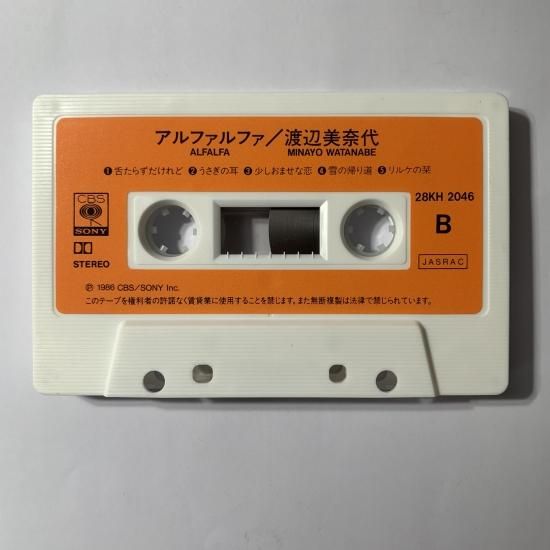 アルファルファ／渡辺美奈代
ALFALFA MINAYO WATANABE
❶舌たらずだけれど ❷うさぎの耳 ❸少しおませな恋 ❹雪の帰り道 ❺リルケの栞
CBS
SONY
28KH 2046
B
STEREO
JASRAC
Ⓟ 1986 CBS/SONY Inc.
このテープを権利者の許諾なく賃貸業に使用することを禁じます。また無断複製は法律で禁じられています。